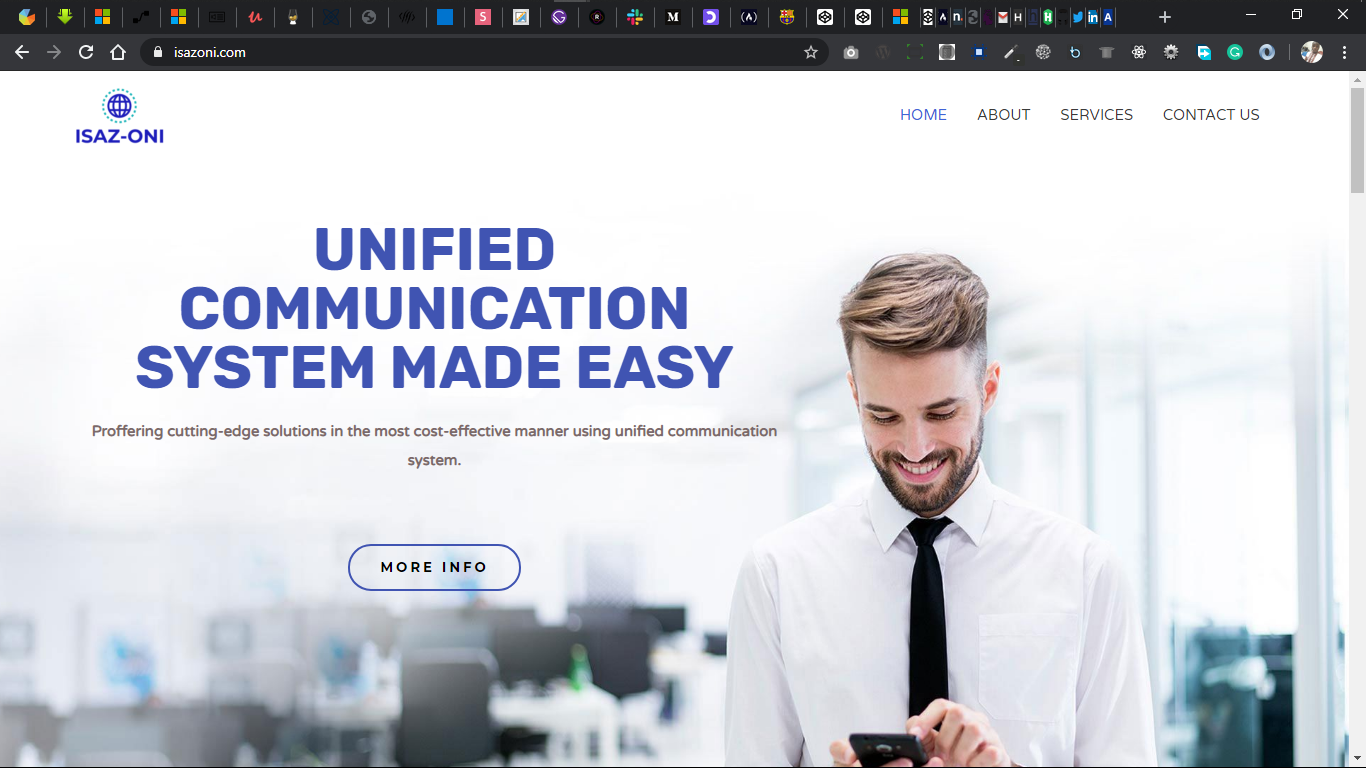 isazoni.com
ISAZ-ONI
HOME ABOUT SERVICES CONTACT US
UNIFIED
COMMUNICATION
SYSTEM MADE EASY
Proffering cutting-edge solutions in the most cost-effective manner using unified communication
system.
MORE INFO